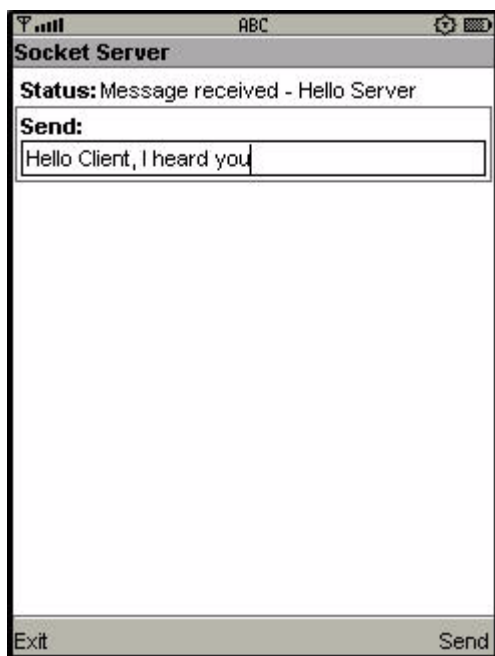 ABC
Socket Server
Status: Message received - Hello Server
Send:
Hello Client, I heard you
Exit Send